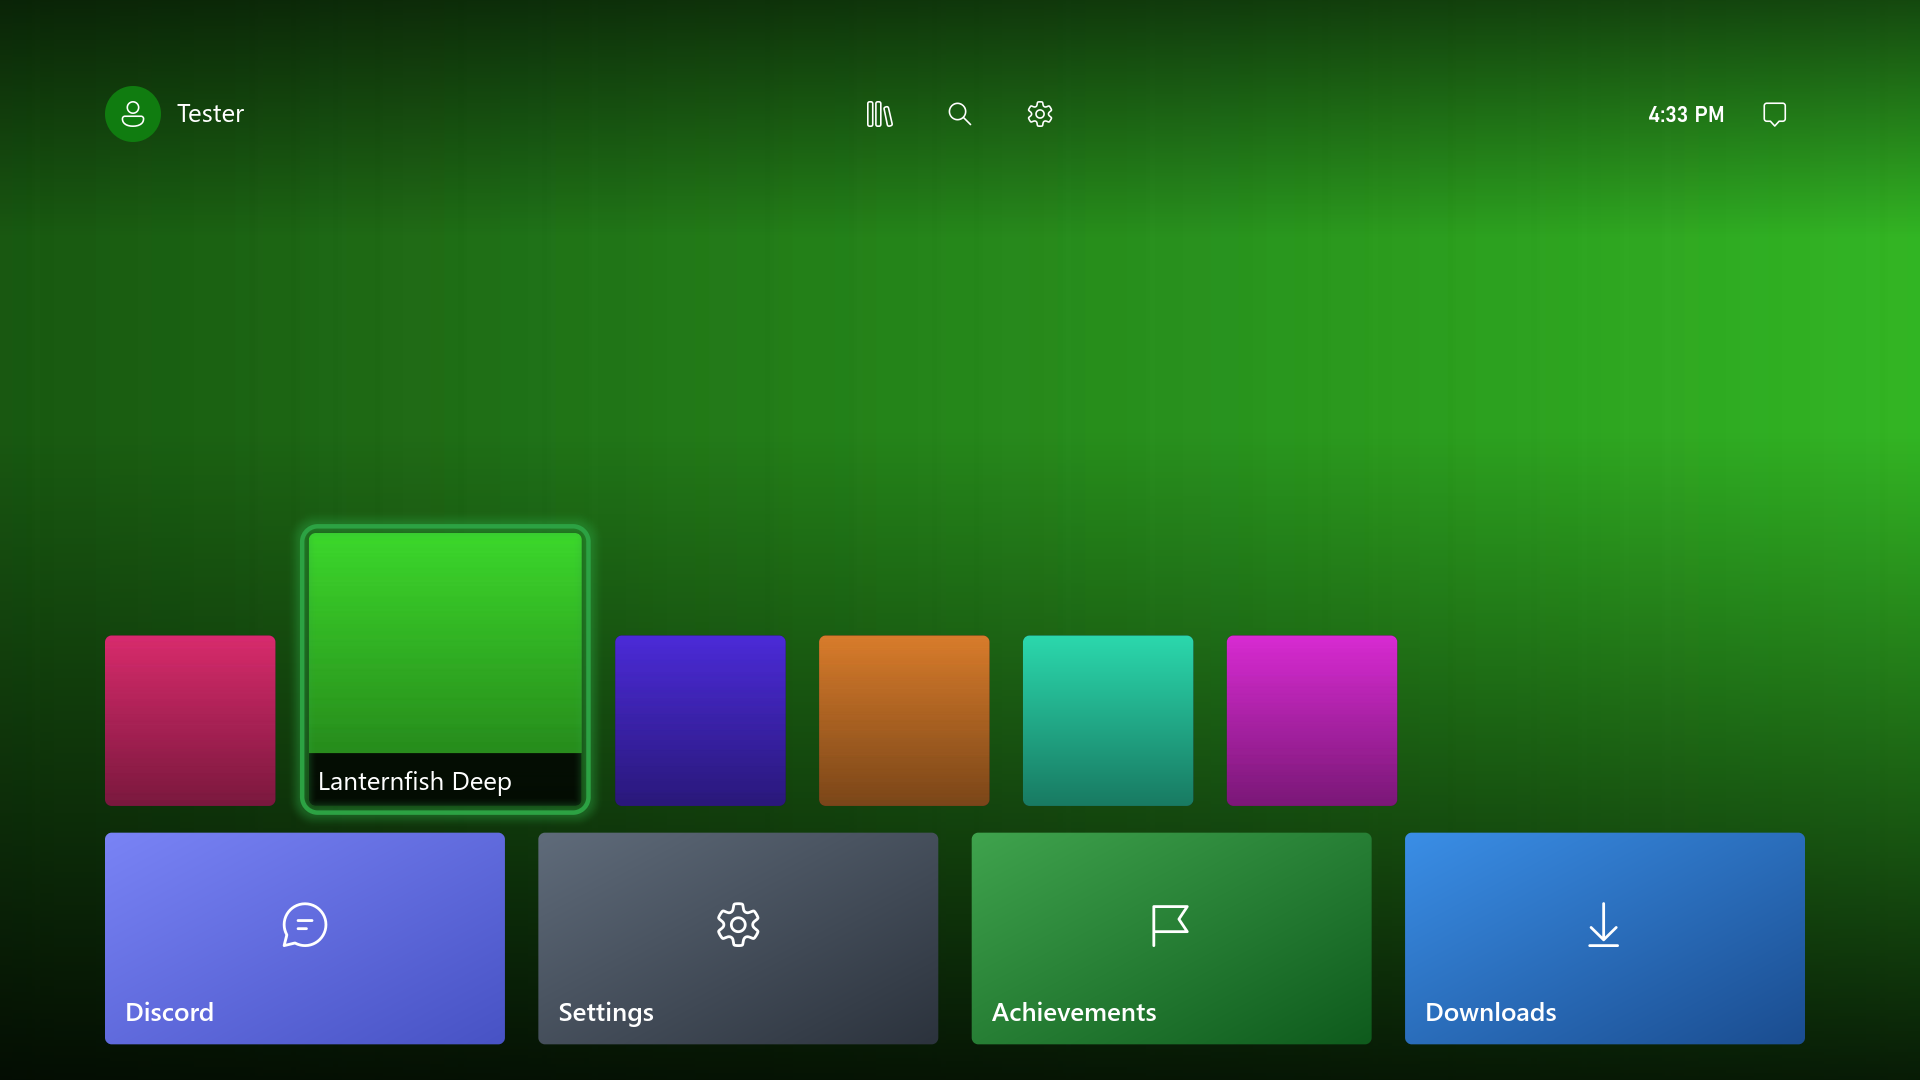 Tester
4:33 PM
Lanternfish Deep
Discord
Settings
Achievements
Downloads